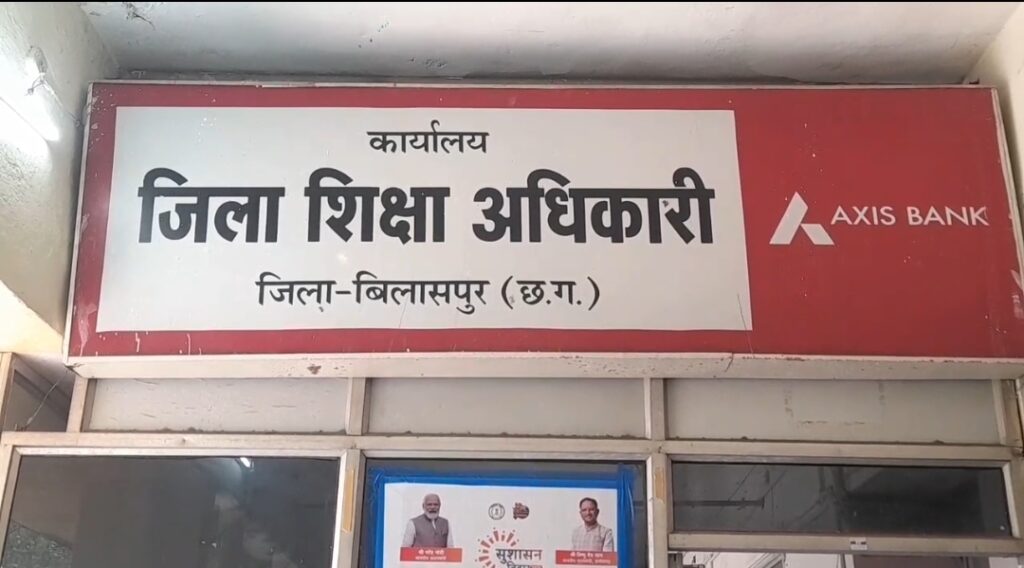 कार्यालय
जिला शिक्षा अधिकारी
जिला-बिलासपुर (छ.ग.)
AXIS BANK
सुशासन